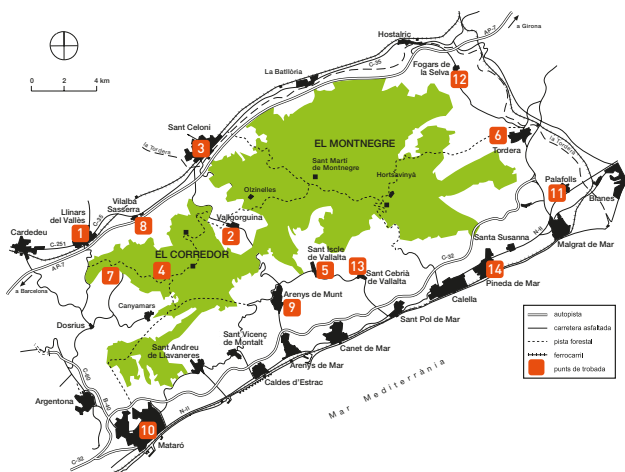 Hostalric
AP-7
a Girona
C-35
La Batllòria
Fogars de
la Selva
12
0 2 4 km
Sant Celoni
3
la Tordera
EL MONTNEGRE
6
Tordera
la Tordera
Sant Martí
de Montnegre
Hortsavinyà
Olzinelles
Palafolls
11
Blanes
Vilalba
Sasserra
8
Llinars
del Vallès
1
C-35
Cardedeu
C-251
AP-7
a Barcelona
Vallgorguina
2
EL CORREDOR
4
7
N-II
Malgrat de Mar
Santa Susanna
C-32
14
Pineda de Mar
Sant Iscle
de Vallalta
5
13
Sant Cebrià
de Vallalta
Calella
Arenys de Munt
9
Canyamars
Dosrius
Sant Pol de Mar
Sant Vicenç
de Montalt
Sant Andreu
de Llavaneres
Canet de Mar
Arenys de Mar
Caldes d'Estrac
Mar Mediterrània
C-60
B-40
Argentona
N-II
10
Mataró
C-32
autopista
carretera asfaltada
pista forestal
ferrocarril
punts de trobada